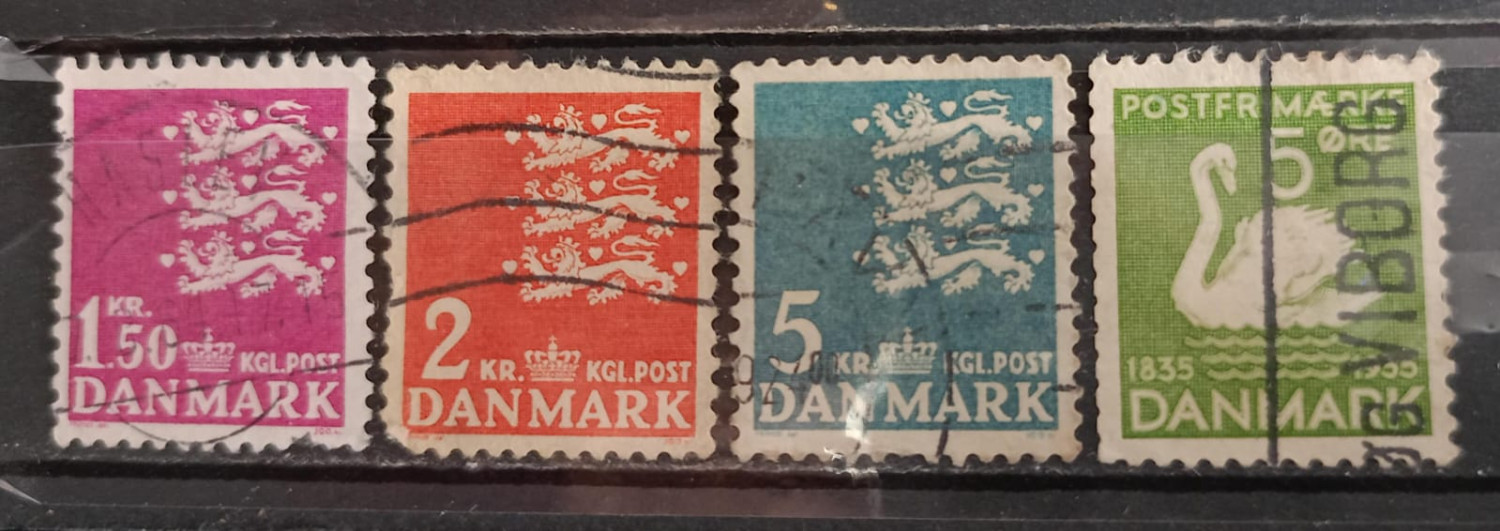 1 KR.
.50 KGL.POST
DANMARK
2 KR. KGL.POST
DANMARK
5 KR. KGL.POST
DANMARK
POSTFRIMÆRKE
5 ØRE
1835 1935
DANMARK
VIBORG